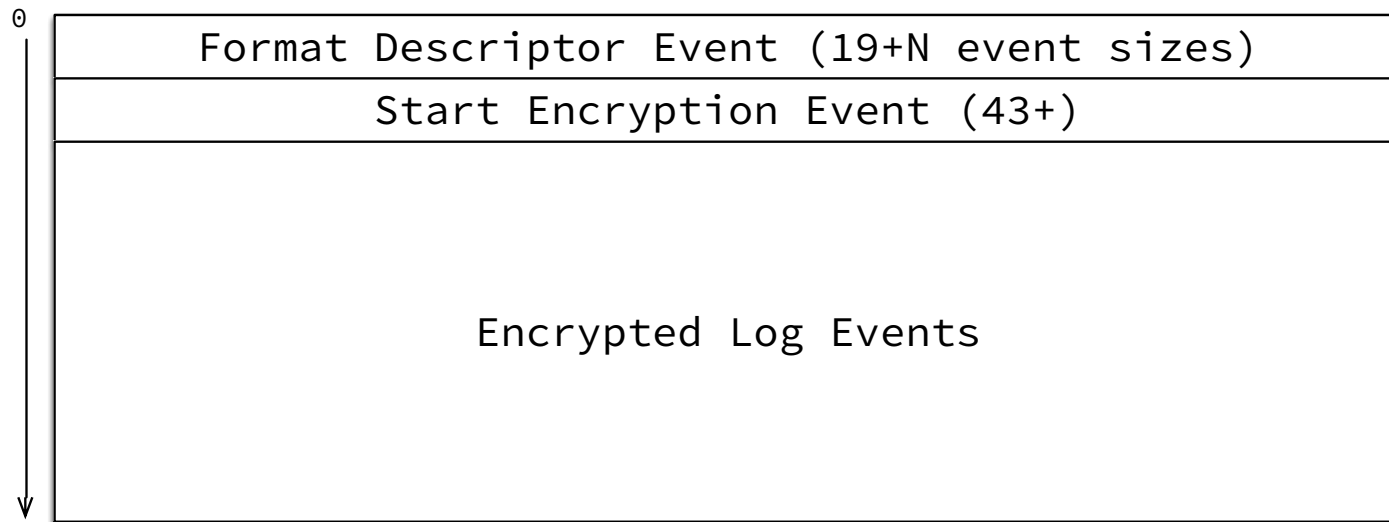 0
Format Descriptor Event (19+N event sizes)
Start Encryption Event (43+)
Encrypted Log Events